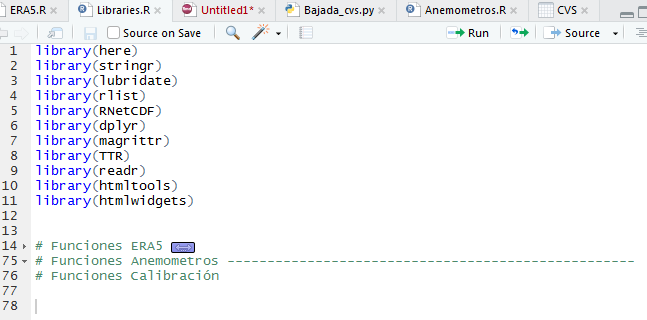 ERA5.R Libraries.R Untitled1* Bajada_cvs.py Anemometros.R CVS
Source on Save Run Source
1 library(here)
2 library(stringr)
3 library(lubridate)
4 library(rlist)
5 library(RNetCDF)
6 library(dplyr)
7 library(magrittr)
8 library(TTR)
9 library(readr)
10 library(htmltools)
11 library(htmlwidgets)
12
13
14 # Funciones ERA5
75 # Funciones Anemometros ----------------------------------------------------
76 # Funciones Calibración
77
78